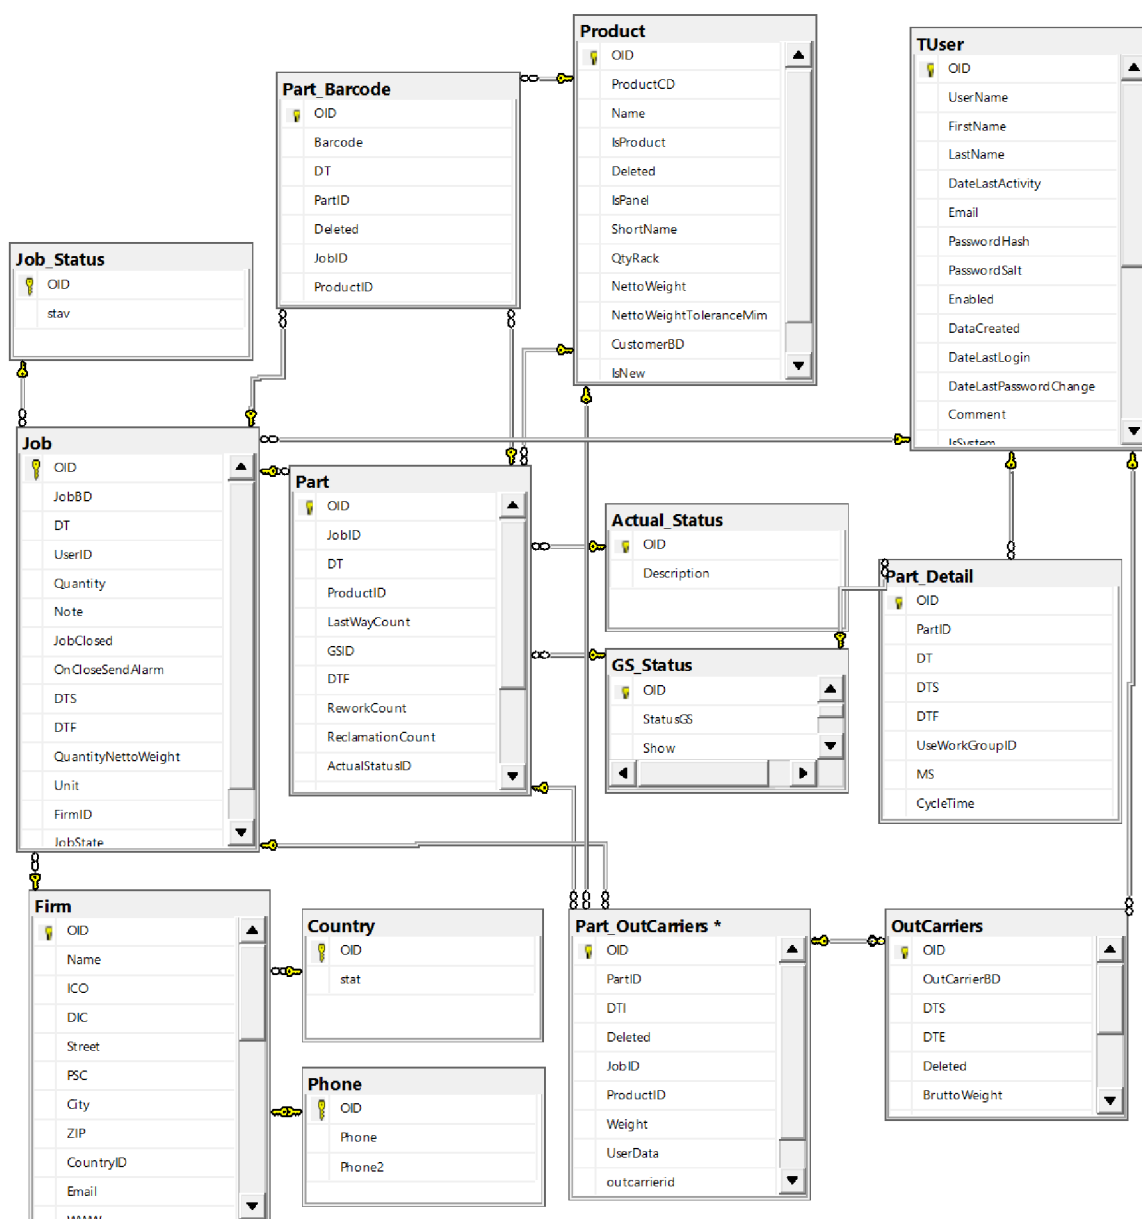 Product
OID
ProductCD
Name
IsProduct
Deleted
IsPanel
ShortName
QtyRack
NettoWeight
NettoWeightToleranceMim
CustomerBD
IsNew
TUser
OID
UserName
FirstName
LastName
DateLastActivity
Email
PasswordHash
PasswordSalt
Enabled
DataCreated
DateLastLogin
DateLastPasswordChange
Comment
IsSystem
Part_Barcode
OID
Barcode
DT
PartID
Deleted
JobID
ProductID
Job_Status
OID
stav
Job
OID
JobBD
DT
UserID
Quantity
Note
JobClosed
OnCloseSendAlarm
DTS
DTF
QuantityNettoWeight
Unit
FirmID
JobState
Part
OID
JobID
DT
ProductID
LastWayCount
GSID
DTF
ReworkCount
ReclamationCount
ActualStatusID
Actual_Status
OID
Description
GS_Status
OID
StatusGS
Show
Part_Detail
OID
PartID
DT
DTS
DTF
UseWorkGroupID
MS
CycleTime
Firm
OID
Name
ICO
DIC
Street
PSC
City
ZIP
CountryID
Email
WWW
Country
OID
stat
Phone
OID
Phone
Phone2
Part_OutCarriers *
OID
PartID
DTI
Deleted
JobID
ProductID
Weight
UserData
outcarrierid
OutCarriers
OID
OutCarrierBD
DTS
DTE
Deleted
BruttoWeight